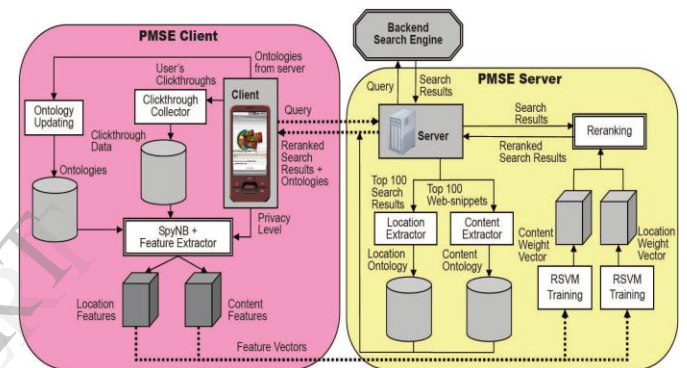 Backend
Search Engine
PMSE Client
Ontologies
from server
User's
Clickthroughs
Client
Clickthrough
Collector
Ontology
Updating
Clickthrough
Data
Ontologies
Query
Reranked
Search
Results +
Ontologies
Privacy
Level
SpyNB +
Feature Extractor
Location
Features
Content
Features
Feature Vectors
Query
Search
Results
PMSE Server
Server
Search
Results
Reranked
Search Results
Reranking
Top 100
Search
Results
Top 100
Web-snippets
Location
Extractor
Content
Extractor
Location
Ontology
Content
Ontology
Content
Weight
Vector
Location
Weight
Vector
RSVM
Training
RSVM
Training
ERT